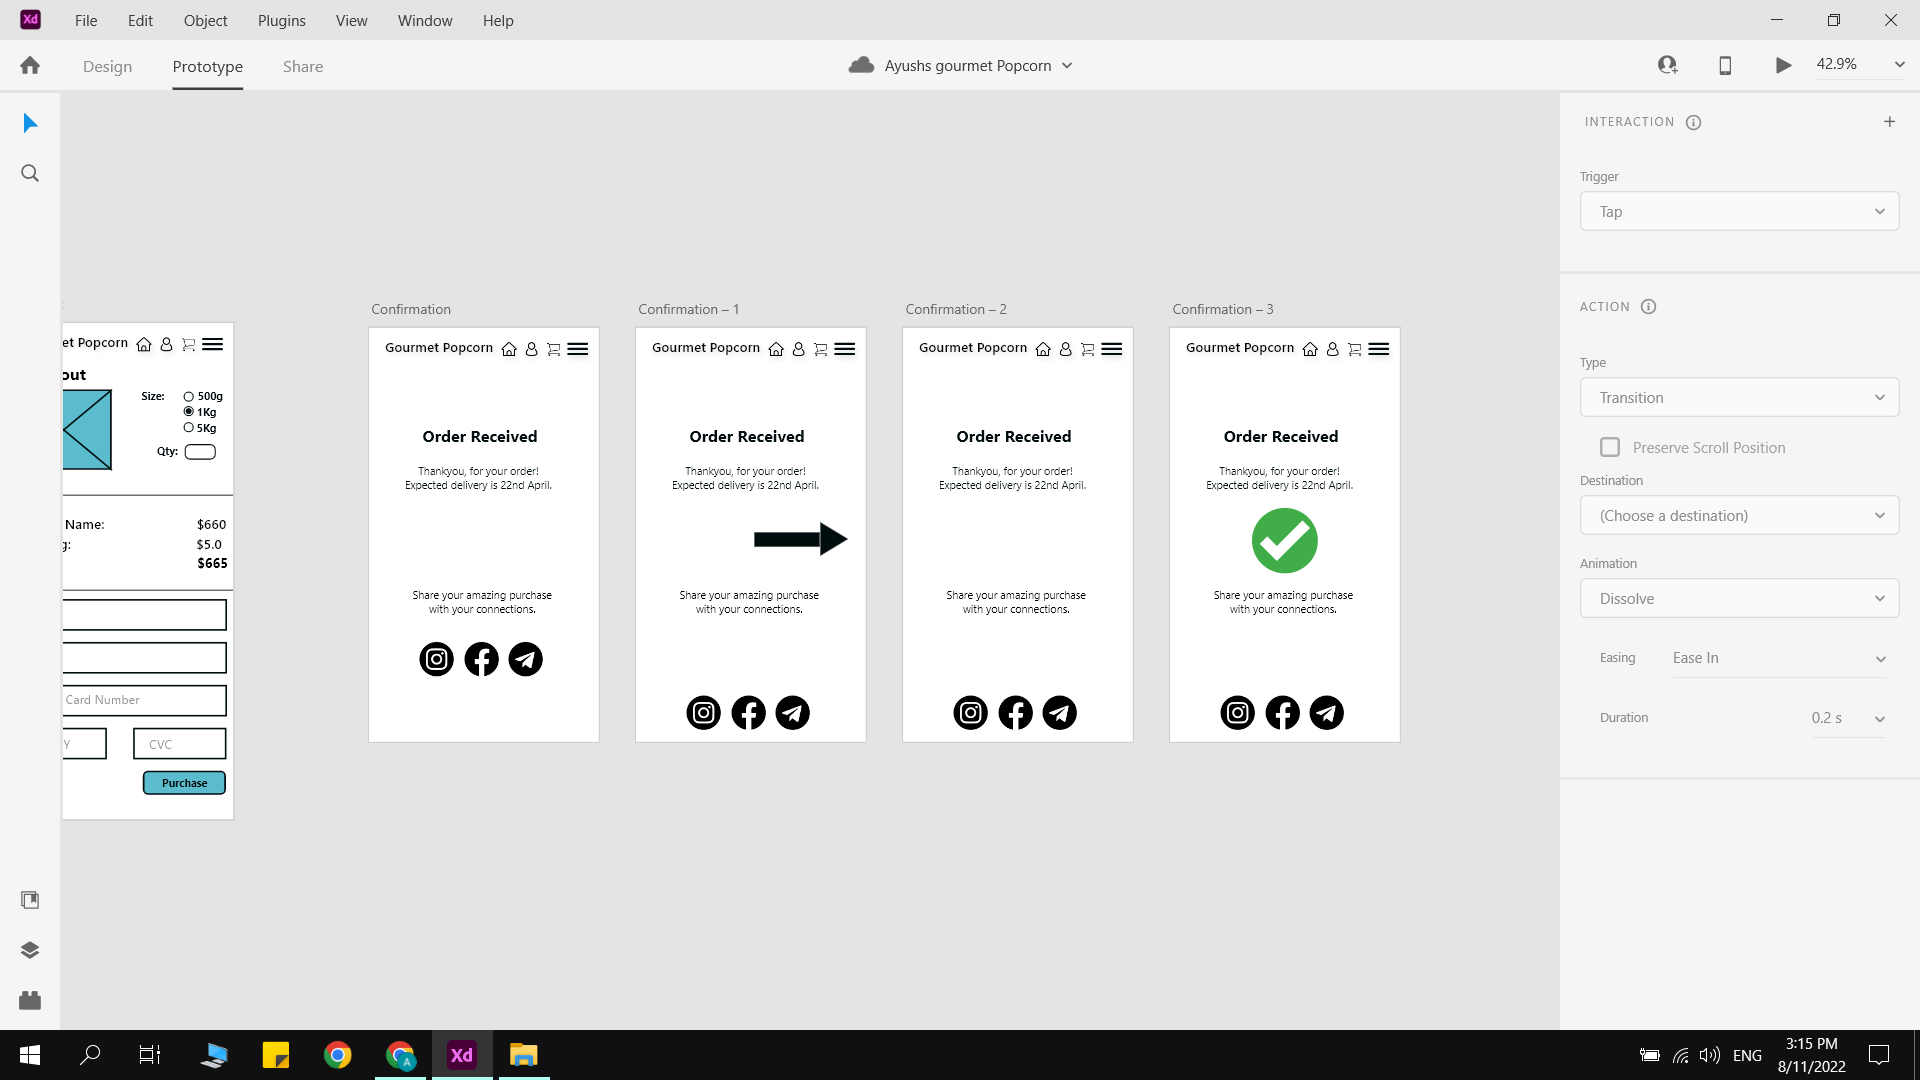 Xd File Edit Object Plugins View Window Help
Design Prototype Share Ayushs gourmet Popcorn 42.9%
INTERACTION
Trigger
Tap
ACTION
Type
Transition
Preserve Scroll Position
Destination
(Choose a destination)
Animation
Dissolve
Easing Ease In
Duration 0.2 s
et Popcorn
out
Size: 500g
1Kg
5Kg
Qty:
Name: $660
g: $5.0
$665
Card Number
Y CVC
Purchase
Confirmation
Gourmet Popcorn
Order Received
Thankyou, for your order!
Expected delivery is 22nd April.
Share your amazing purchase
with your connections.
Confirmation – 1
Gourmet Popcorn
Order Received
Thankyou, for your order!
Expected delivery is 22nd April.
Share your amazing purchase
with your connections.
Confirmation – 2
Gourmet Popcorn
Order Received
Thankyou, for your order!
Expected delivery is 22nd April.
Share your amazing purchase
with your connections.
Confirmation – 3
Gourmet Popcorn
Order Received
Thankyou, for your order!
Expected delivery is 22nd April.
Share your amazing purchase
with your connections.
A Xd ENG
3:15 PM
8/11/2022